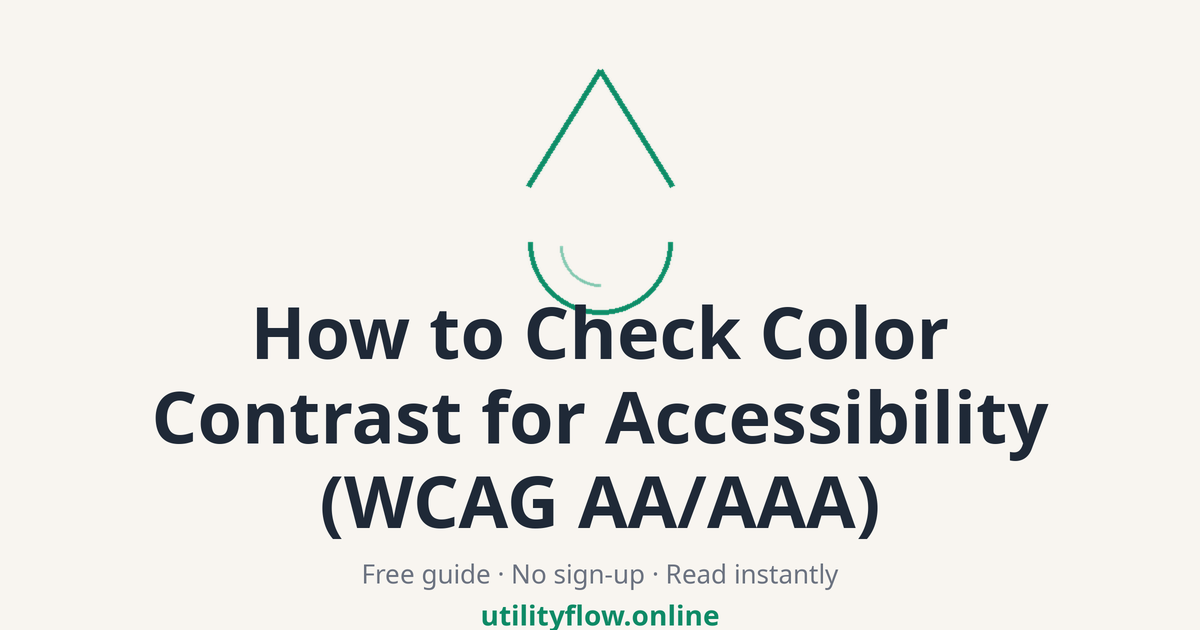 How to Check Color
Contrast for Accessibility
(WCAG AA/AAA)
Free guide · No sign-up · Read instantly
utilityflow.online